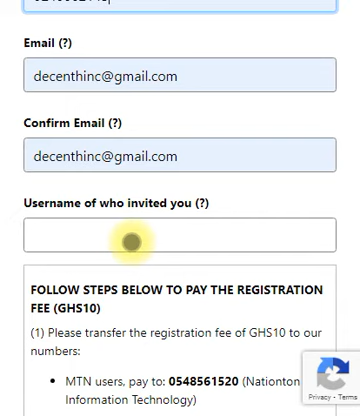 Email (?)
decenthinc@gmail.com
Confirm Email (?)
decenthinc@gmail.com
Username of who invited you (?)
FOLLOW STEPS BELOW TO PAY THE REGISTRATION
FEE (GHS10)
(1) Please transfer the registration fee of GHS10 to our
numbers:
• MTN users, pay to: 0548561520 (Nationton
Information Technology)
Privacy - Terms